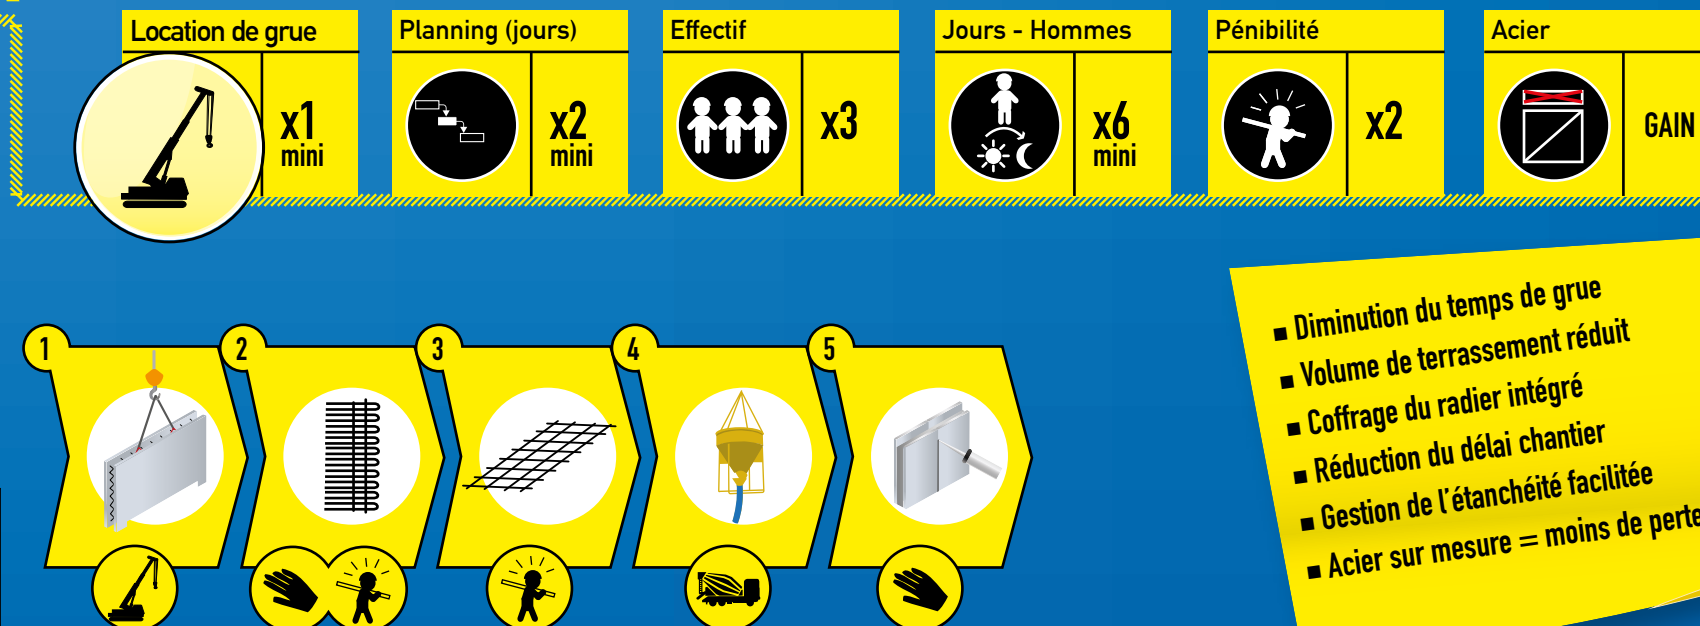 Location de grue
x1
mini
Planning (jours)
x2
mini
Effectif
x3
Jours - Hommes
x6
mini
Pénibilité
x2
Acier
GAIN
1
2
3
4
5
■ Diminution du temps de grue
■ Volume de terrassement réduit
■ Coffrage du radier intégré
■ Réduction du délai chantier
■ Gestion de l'étanchéité facilitée
■ Acier sur mesure = moins de perte